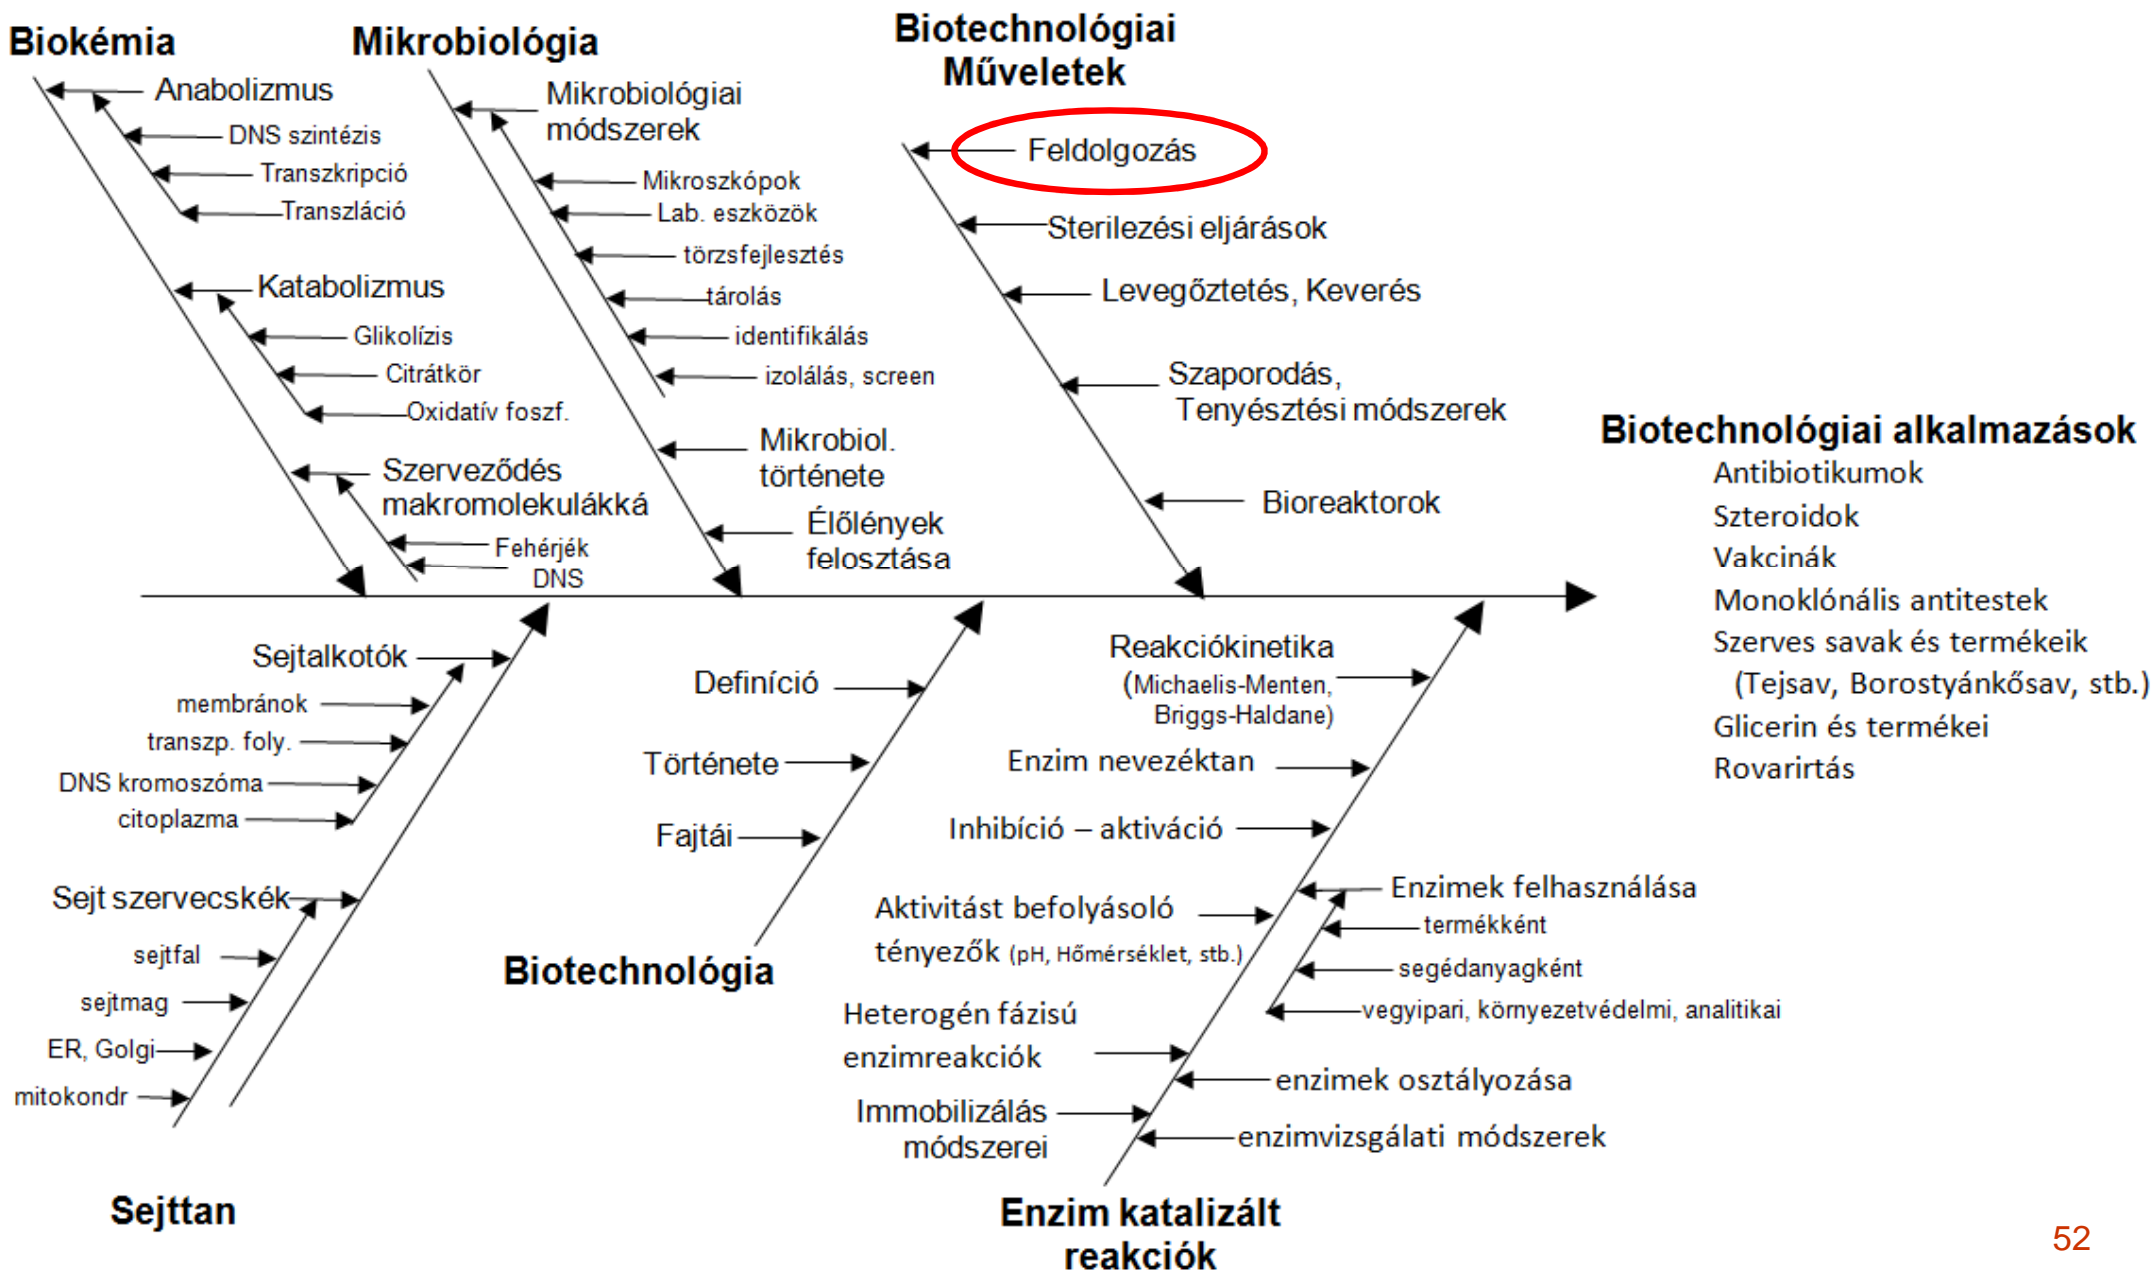 Biokémia
Anabolizmus
DNS szintézis
Transzkripció
Transzláció
Katabolizmus
Glikolízis
Citrátkör
Oxidatív foszf.
Szerveződés
makromolekulákká
Fehérjék
DNS
Mikrobiológia
Mikrobiológiai
módszerek
Mikroszkópok
Lab. eszközök
törzsfejlesztés
tárolás
identifikálás
izolálás, screen
Mikrobiol.
története
Élőlények
felosztása
Biotechnológiai
Műveletek
Feldolgozás
Sterilezési eljárások
Levegőztetés, Keverés
Szaporodás,
Tenyésztési módszerek
Bioreaktorok
Biotechnológiai alkalmazások
Antibiotikumok
Szteroidok
Vakcinák
Monoklónális antitestek
Szerves savak és termékeik
(Tejsav, Borostyánkősav, stb.)
Glicerin és termékei
Rovarirtás
Sejtalkotók
membránok
transzp. foly.
DNS kromoszóma
citoplazma
Sejt szervecskék
sejtfal
sejtmag
ER, Golgi
mitokondr
Sejttan
Definíció
Története
Fajtái
Biotechnológia
Reakciókinetika
(Michaelis-Menten,
Briggs-Haldane)
Enzim nevezéktan
Inhibíció – aktiváció
Aktivitást befolyásoló
tényezők (pH, Hőmérséklet, stb.)
Heterogén fázisú
enzimreakciók
Immobilizálás
módszerei
Enzimek felhasználása
termékként
segédanyagként
vegyipari, környezetvédelmi, analitikai
enzimek osztályozása
enzimvizsgálati módszerek
Enzim katalizált
reakciók
52